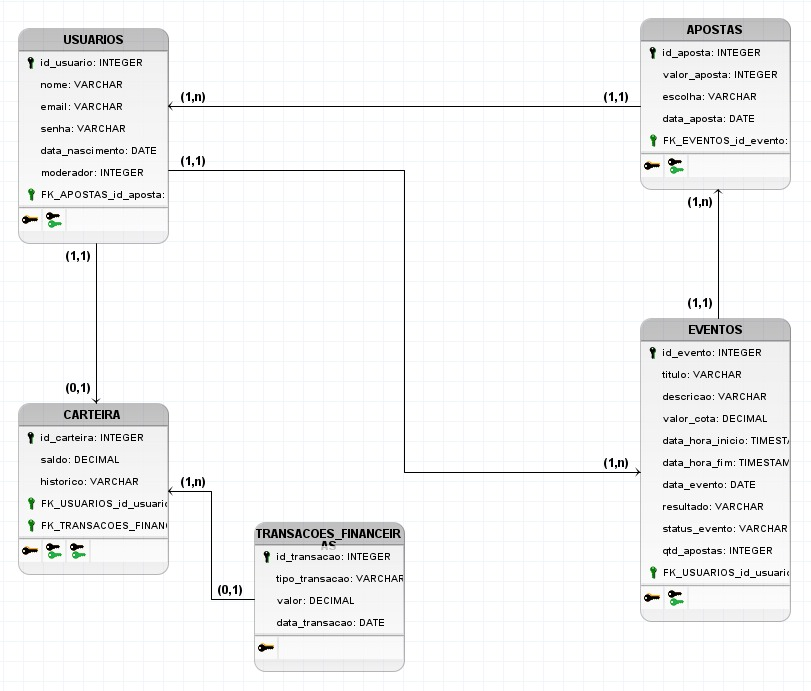 USUARIOS
id_usuario: INTEGER
nome: VARCHAR
email: VARCHAR
senha: VARCHAR
data_nascimento: DATE
moderador: INTEGER
FK_APOSTAS_id_aposta:
(1,n)
(1,1)
APOSTAS
id_aposta: INTEGER
valor_aposta: INTEGER
escolha: VARCHAR
data_aposta: DATE
FK_EVENTOS_id_evento:
(1,1)
(1,n)
(1,n)
(1,1)
EVENTOS
id_evento: INTEGER
titulo: VARCHAR
descricao: VARCHAR
valor_cota: DECIMAL
data_hora_inicio: TIMEST
data_hora_fim: TIMESTAM
data_evento: DATE
resultado: VARCHAR
status_evento: VARCHAR
qtd_apostas: INTEGER
FK_USUARIOS_id_usuario
(1,1)
(0,1)
CARTEIRA
id_carteira: INTEGER
saldo: DECIMAL
historico: VARCHAR
FK_USUARIOS_id_usuario
FK_TRANSACOES_FINAN
(1,n)
(0,1)
TRANSACOES_FINANCEIR
AS
id_transacao: INTEGER
tipo_transacao: VARCHAR
valor: DECIMAL
data_transacao: DATE